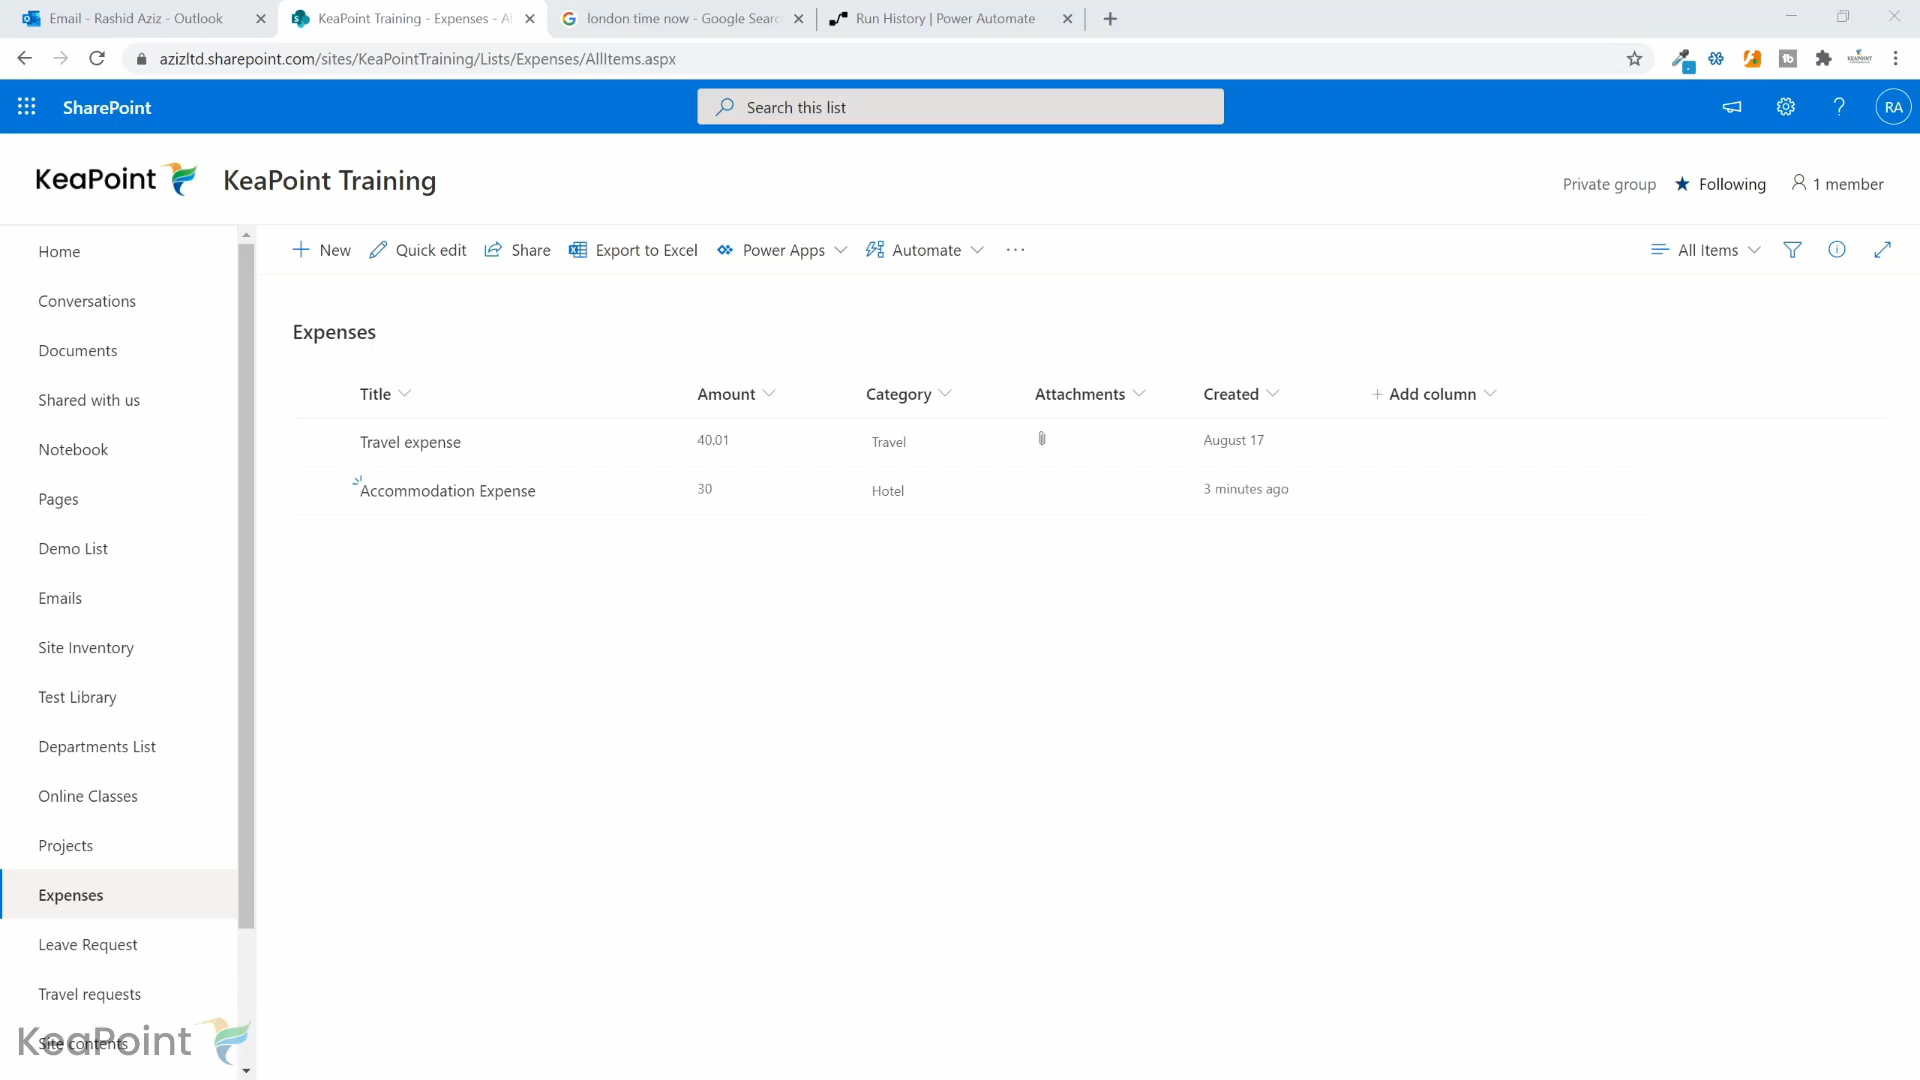 Email - Rashid Aziz - Outlook
KeaPoint Training - Expenses - Al
london time now - Google Searc
Run History | Power Automate
azizltd.sharepoint.com/sites/KeaPointTraining/Lists/Expenses/AllItems.aspx
SharePoint
Search this list
RA
KeaPoint
KeaPoint Training
Private group
Following
1 member
New
Quick edit
Share
Export to Excel
Power Apps
Automate
All Items
Home
Conversations
Documents
Shared with us
Notebook
Pages
Demo List
Emails
Site Inventory
Test Library
Departments List
Online Classes
Projects
Expenses
Leave Request
Travel requests
Site contents
KeaPoint
Expenses
Title Amount Category Attachments Created + Add column
Travel expense 40.01 Travel August 17
Accommodation Expense 30 Hotel 3 minutes ago